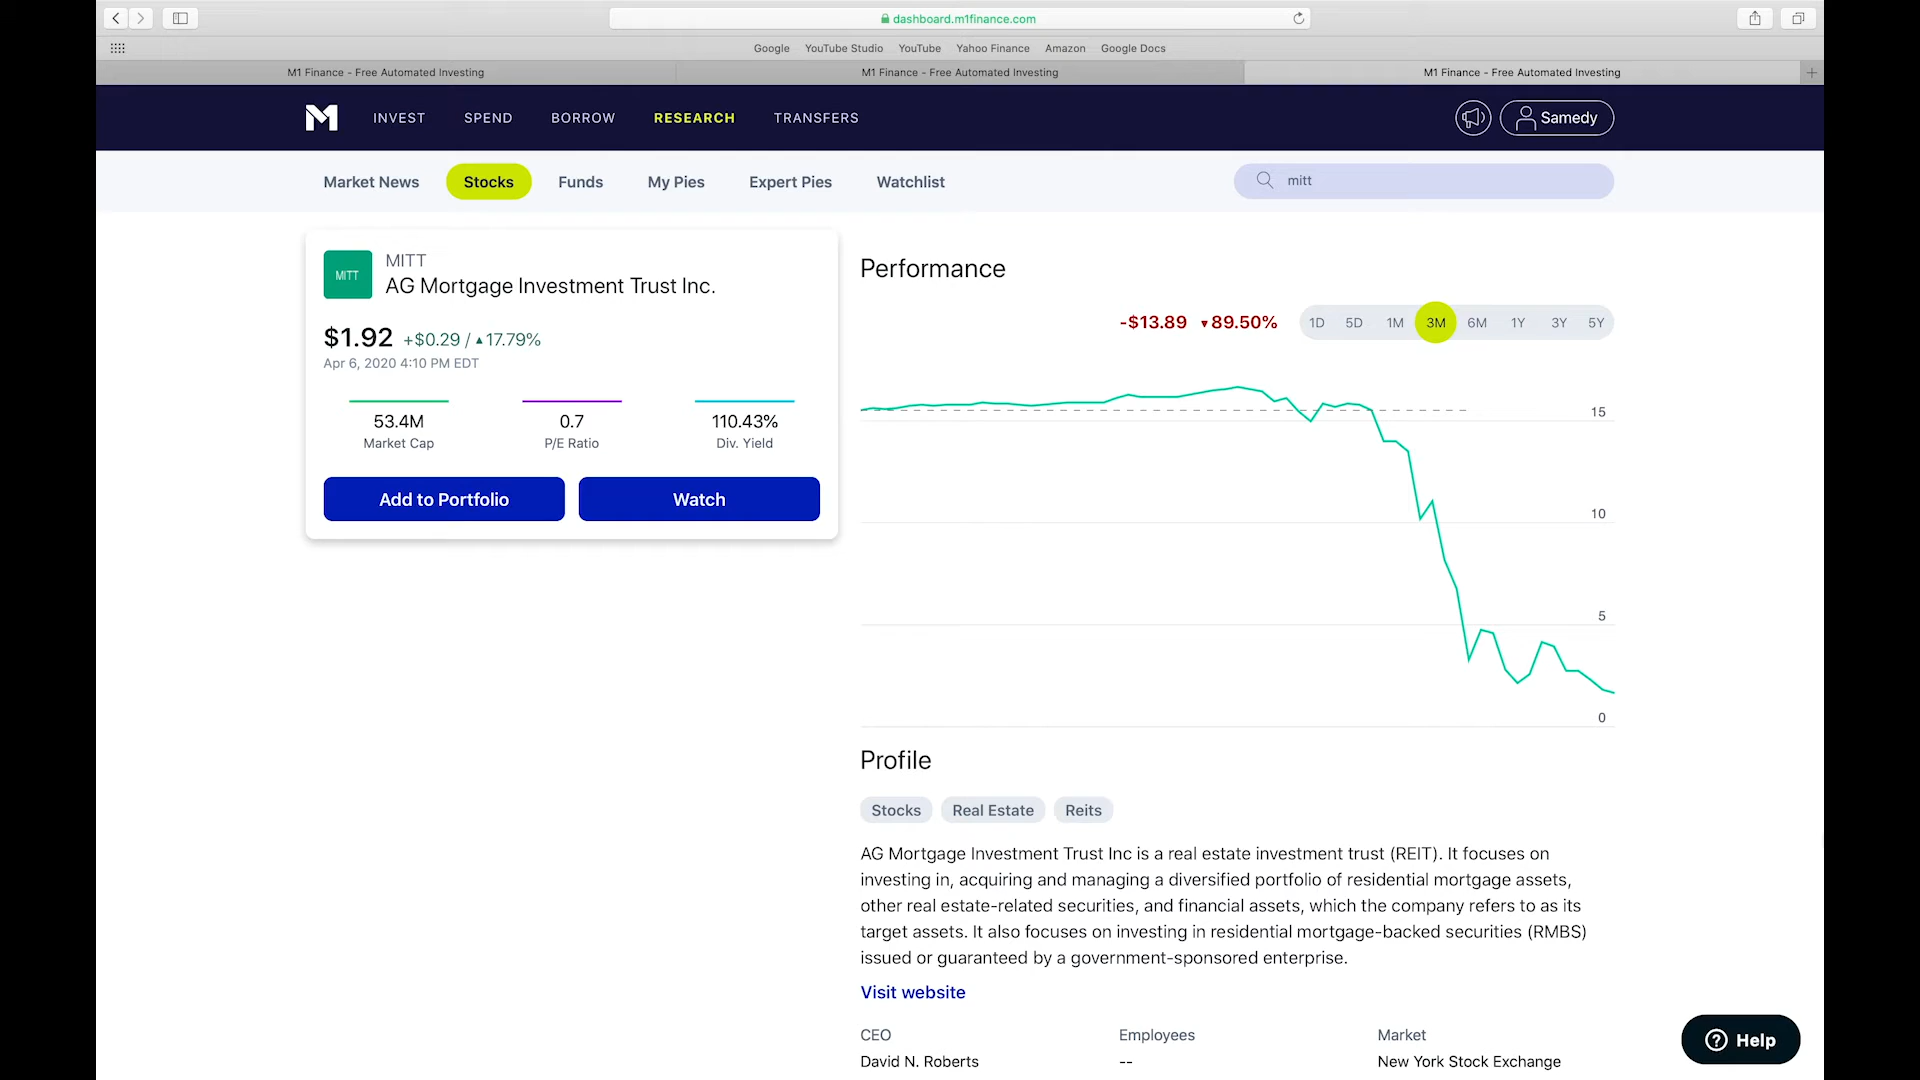 dashboard.m1finance.com
Google YouTube Studio YouTube Yahoo Finance Amazon Google Docs
M1 Finance - Free Automated Investing M1 Finance - Free Automated Investing M1 Finance - Free Automated Investing
INVEST SPEND BORROW RESEARCH TRANSFERS Samedy
Market News Stocks Funds My Pies Expert Pies Watchlist mitt
MITT
MITT
AG Mortgage Investment Trust Inc.
$1.92 +$0.29 / ▲17.79%
Apr 6, 2020 4:10 PM EDT
53.4M 0.7 110.43%
Market Cap P/E Ratio Div. Yield
Add to Portfolio Watch
Performance
-$13.89 ▼89.50% 1D 5D 1M 3M 6M 1Y 3Y 5Y
15
10
5
0
Profile
Stocks Real Estate Reits
AG Mortgage Investment Trust Inc is a real estate investment trust (REIT). It focuses on
investing in, acquiring and managing a diversified portfolio of residential mortgage assets,
other real estate-related securities, and financial assets, which the company refers to as its
target assets. It also focuses on investing in residential mortgage-backed securities (RMBS)
issued or guaranteed by a government-sponsored enterprise.
Visit website
CEO Employees Market
David N. Roberts -- New York Stock Exchange
Help